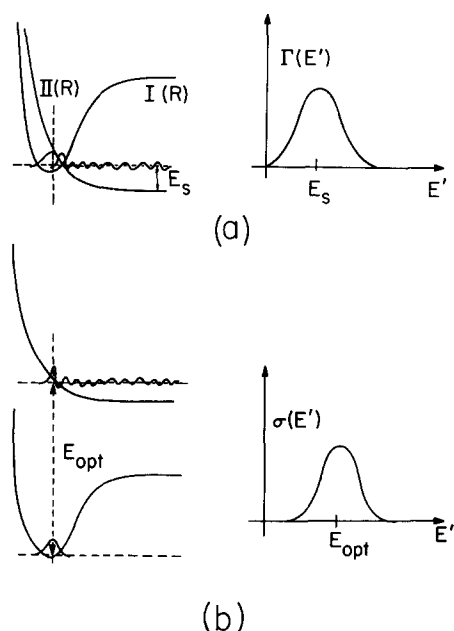 II(R)
I(R)
E_s
Γ(E')
E_s
E'
(a)
E_opt
σ(E')
E_opt
E'
(b)